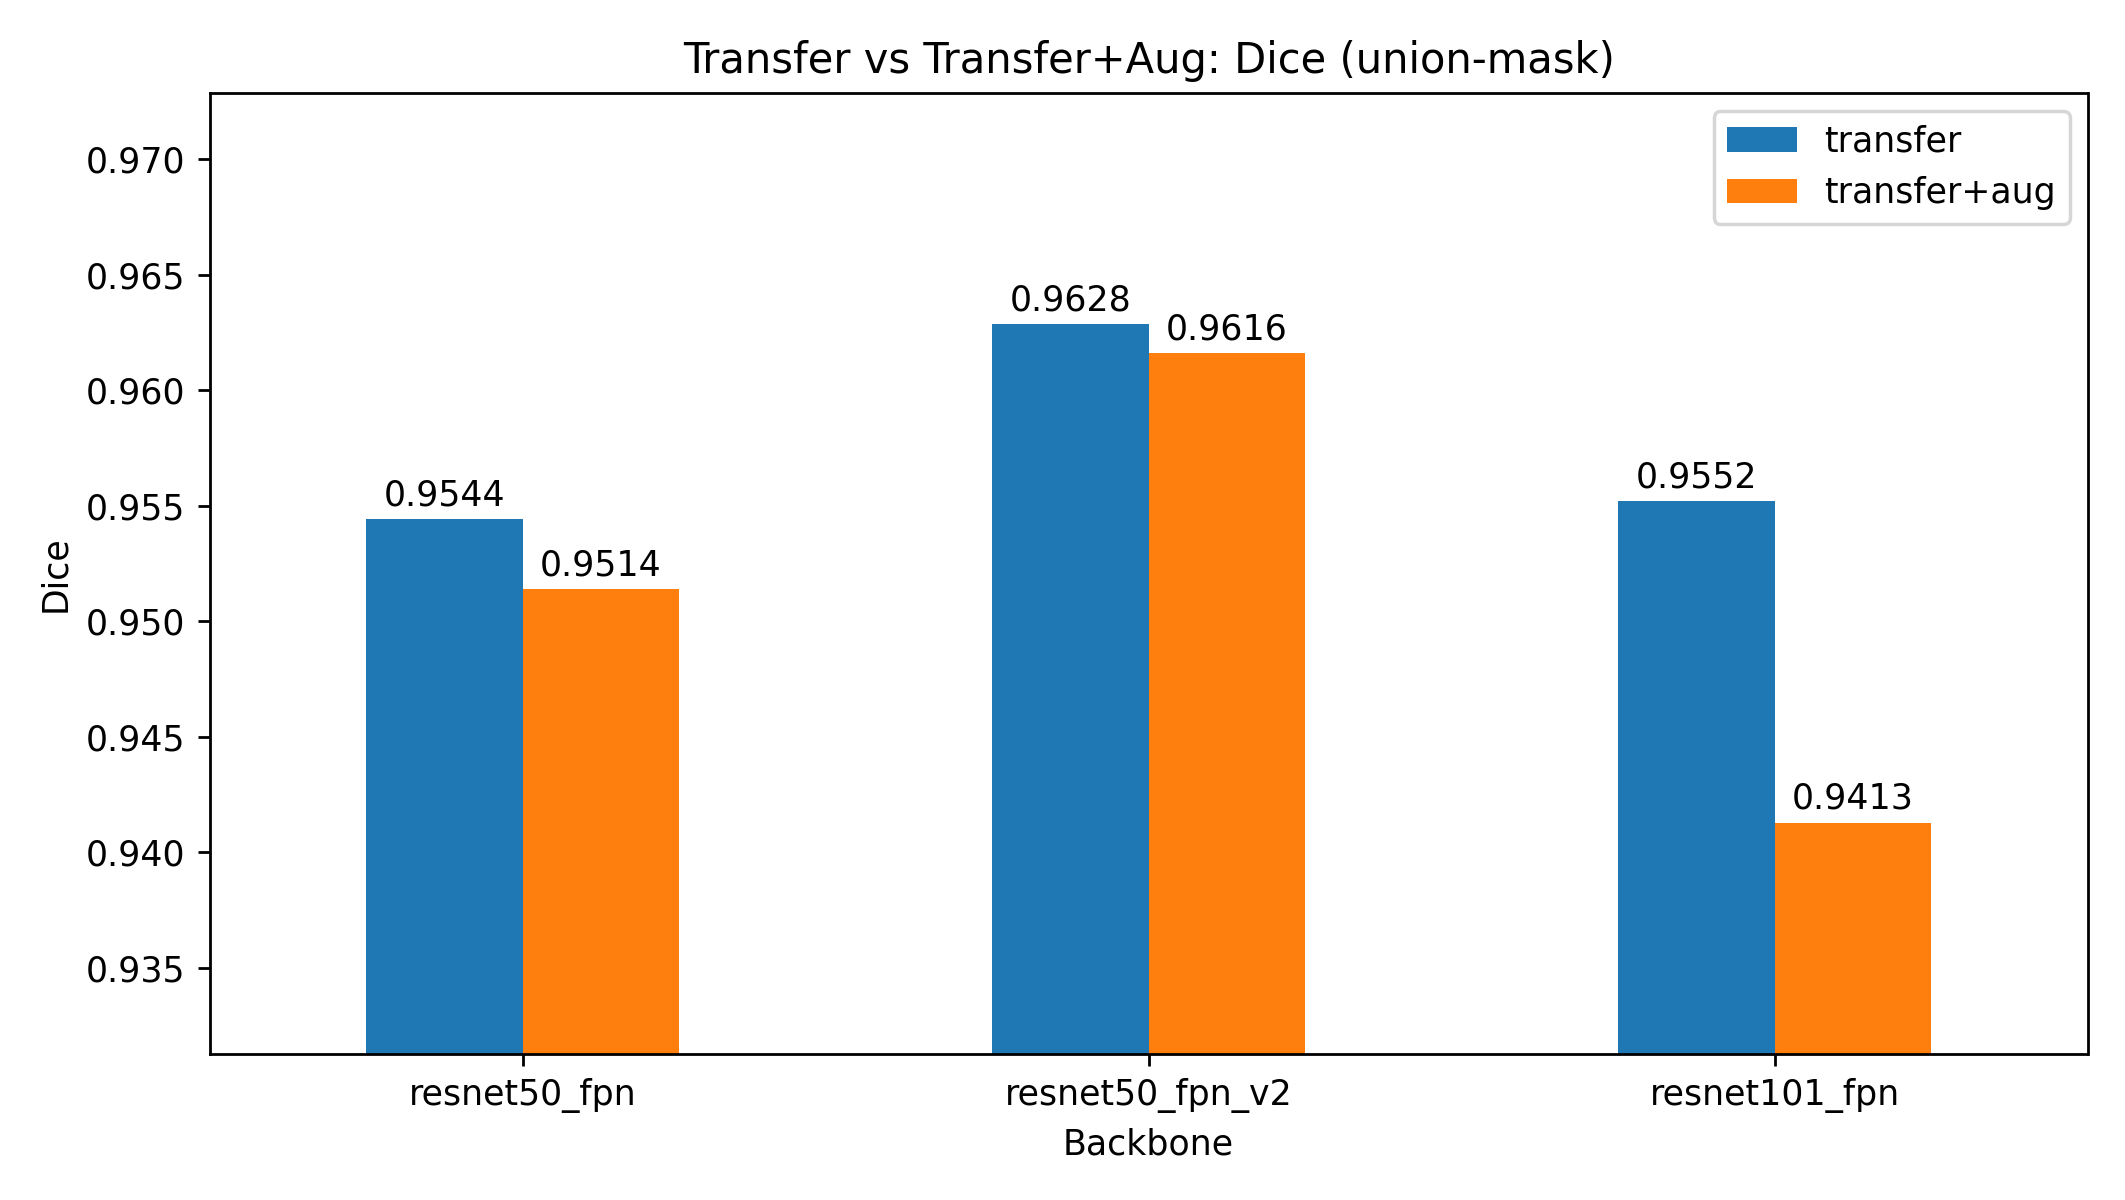 Transfer vs Transfer+Aug: Dice (union-mask)
transfer
transfer+aug
0.970
0.965
0.960
0.955
0.950
0.945
0.940
0.935
Dice
0.9544
0.9514
0.9628
0.9616
0.9552
0.9413
resnet50_fpn
resnet50_fpn_v2
resnet101_fpn
Backbone